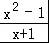 x² − 1
x+1